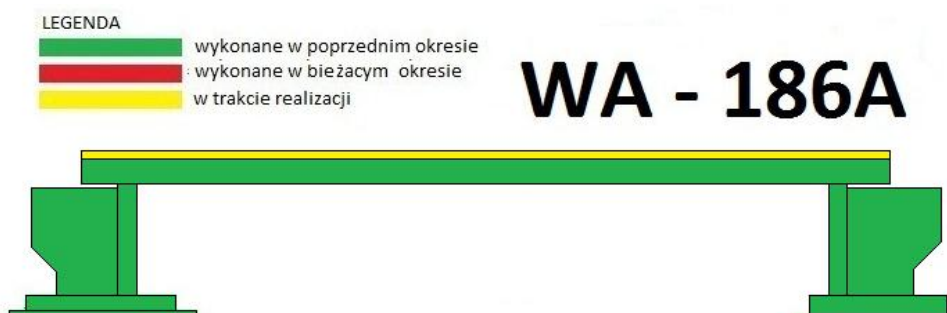 LEGENDA
wykonane w poprzednim okresie
wykonane w bieżacym okresie
w trakcie realizacji
WA - 186A